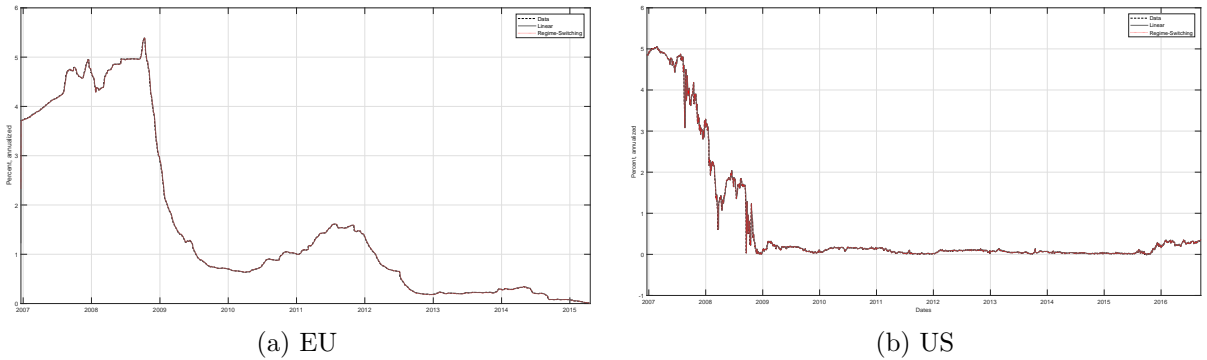 6
5
4
3
2
1
0
Percent, annualized
Data
Linear
Regime-Switching
2007 2008 2009 2010 2011 2012 2013 2014 2015
(a) EU
6
5
4
3
2
1
0
-1
Percent, annualized
Data
Linear
Regime-Switching
2007 2008 2009 2010 2011 2012 2013 2014 2015 2016
Dates
(b) US